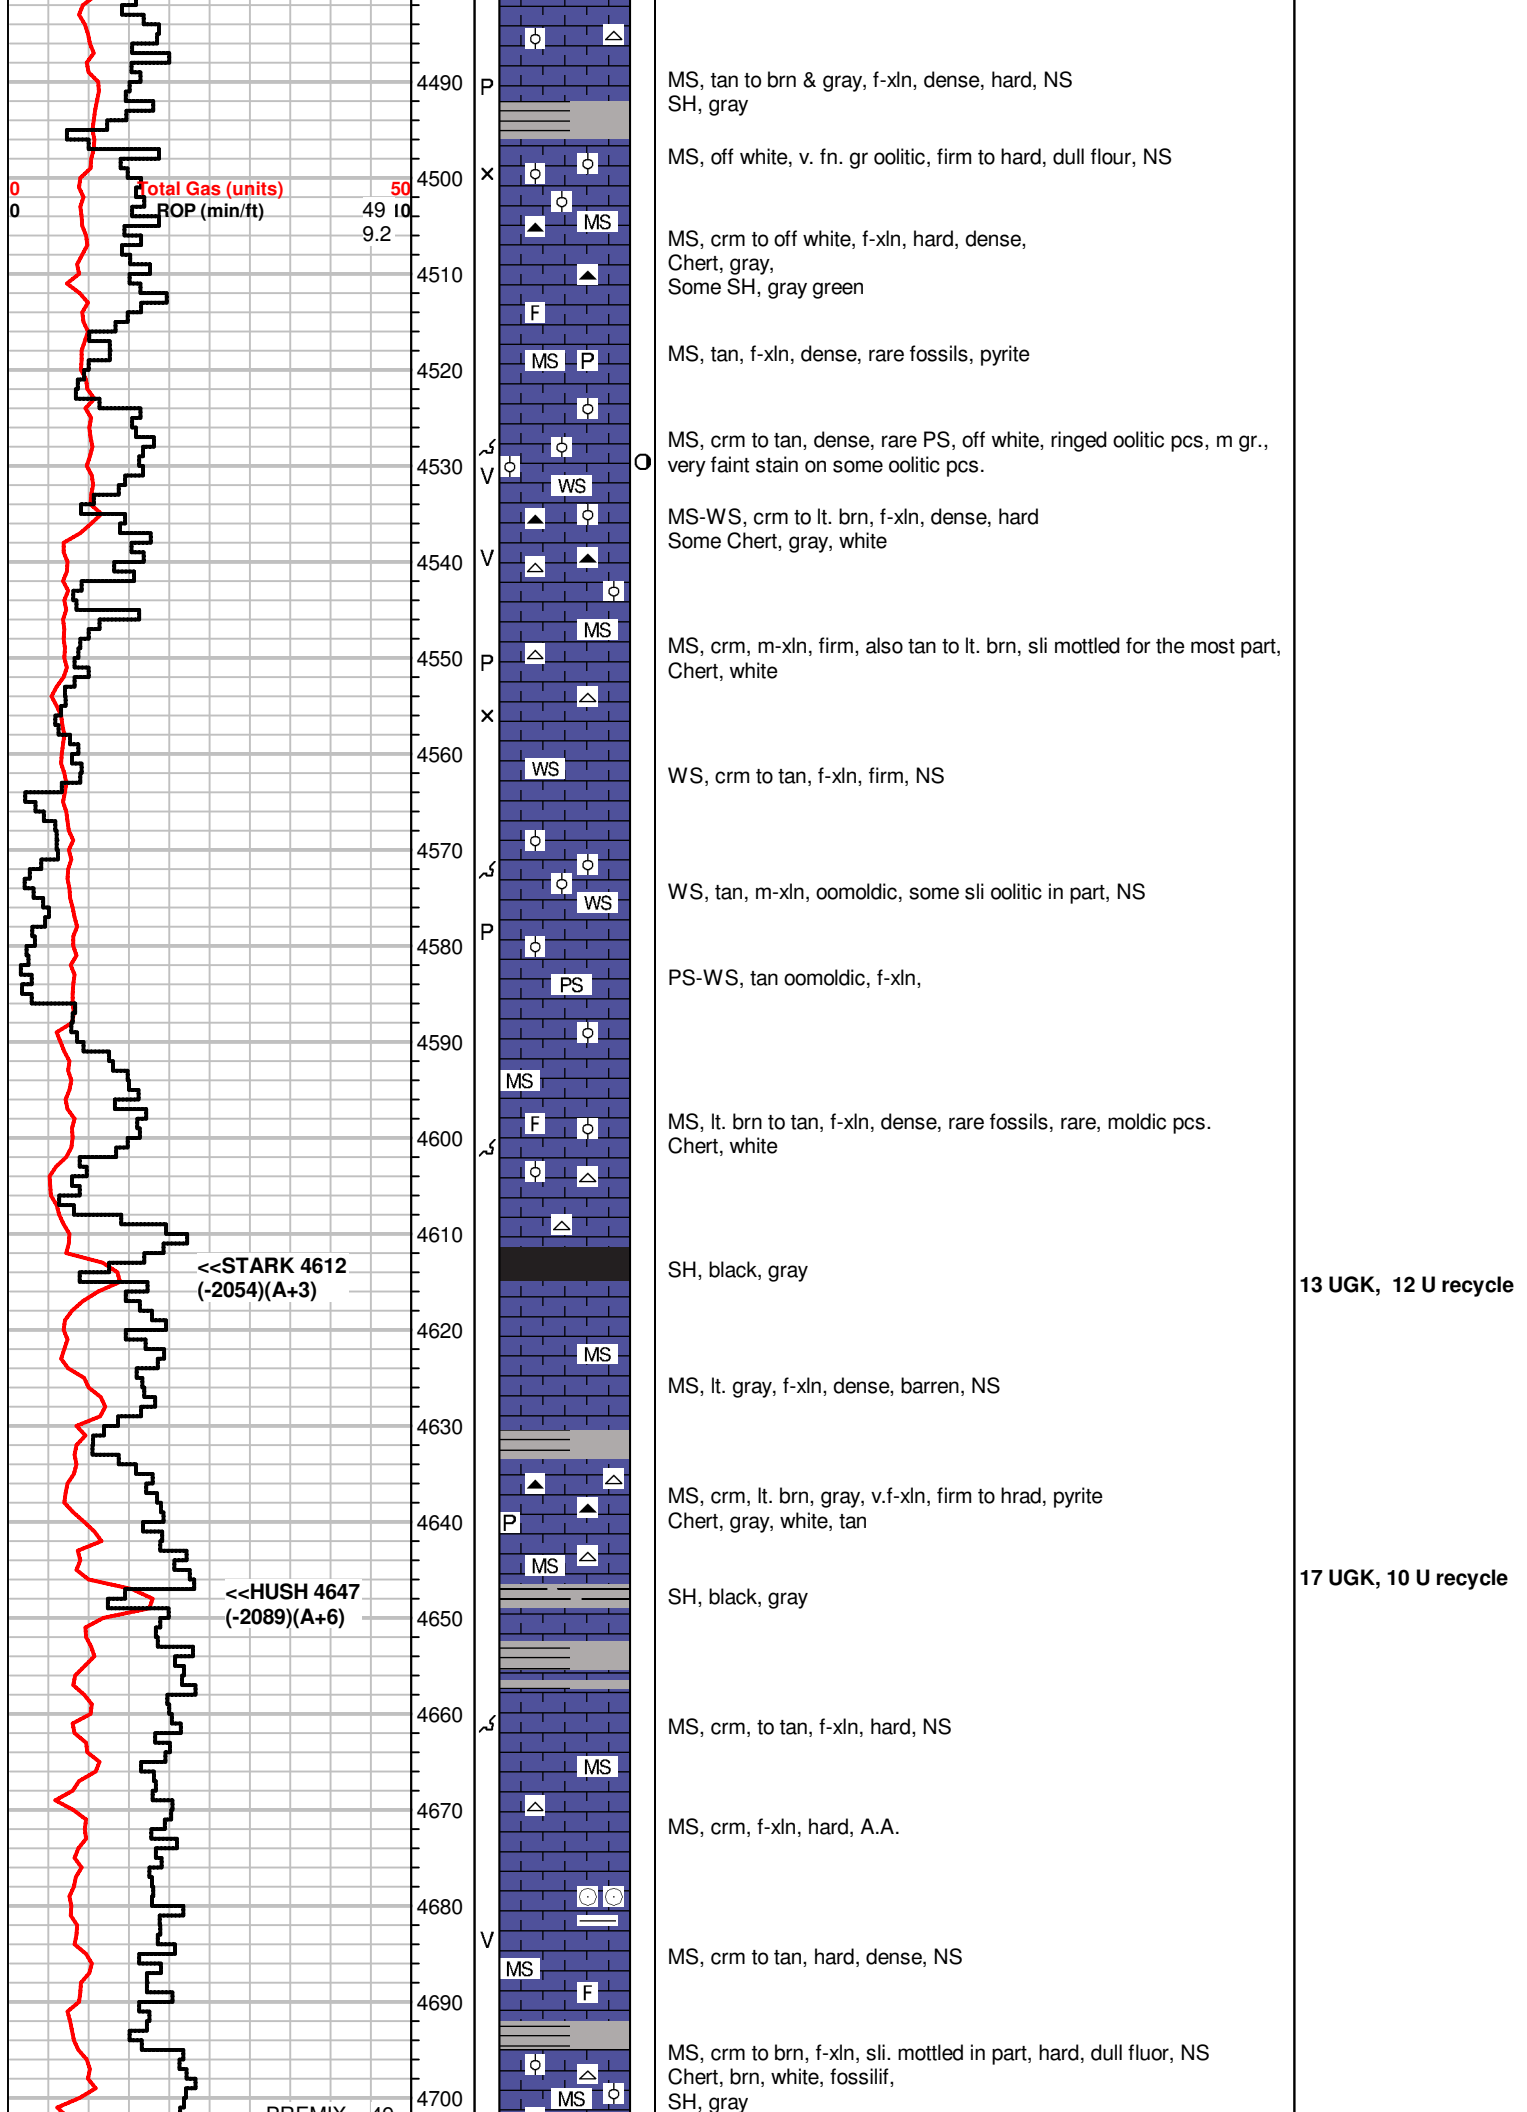 4490
P
MS, tan to brn & gray, f-xln, dense, hard, NS
SH, gray
MS, off white, v. fn. gr oolitic, firm to hard, dull flour, NS
4500
X
0 Total Gas (units) 50
0 ROP (min/ft) 49 10
9.2
MS
MS, crm to off white, f-xln, hard, dense,
Chert, gray,
Some SH, gray green
4510
F
MS P
MS, tan, f-xln, dense, rare fossils, pyrite
4520
MS, crm to tan, dense, rare PS, off white, ringed oolitic pcs, m gr.,
very faint stain on some oolitic pcs.
4530
V
WS
MS-WS, crm to lt. brn, f-xln, dense, hard
Some Chert, gray, white
4540
V
MS
MS, crm, m-xln, firm, also tan to lt. brn, sli mottled for the most part,
Chert, white
4550
P
X
4560
WS
WS, crm to tan, f-xln, firm, NS
4570
WS
WS, tan, m-xln, oomoldic, some sli oolitic in part, NS
P
4580
PS
PS-WS, tan oomoldic, f-xln,
4590
MS
F
MS, lt. brn to tan, f-xln, dense, rare fossils, rare, moldic pcs.
Chert, white
4600
4610
<<STARK 4612
(-2054)(A+3)
SH, black, gray
13 UGK, 12 U recycle
4620
MS
MS, lt. gray, f-xln, dense, barren, NS
4630
MS, crm, lt. brn, gray, v.f-xln, firm to hrad, pyrite
Chert, gray, white, tan
4640
P
MS
17 UGK, 10 U recycle
<<HUSH 4647
(-2089)(A+6)
SH, black, gray
4650
4660
MS, crm, to tan, f-xln, hard, NS
MS
4670
MS, crm, f-xln, hard, A.A.
4680
V
MS
MS, crm to tan, hard, dense, NS
F
4690
MS, crm to brn, f-xln, sli. mottled in part, hard, dull fluor, NS
Chert, brn, white, fossilif,
SH, gray
4700
MS